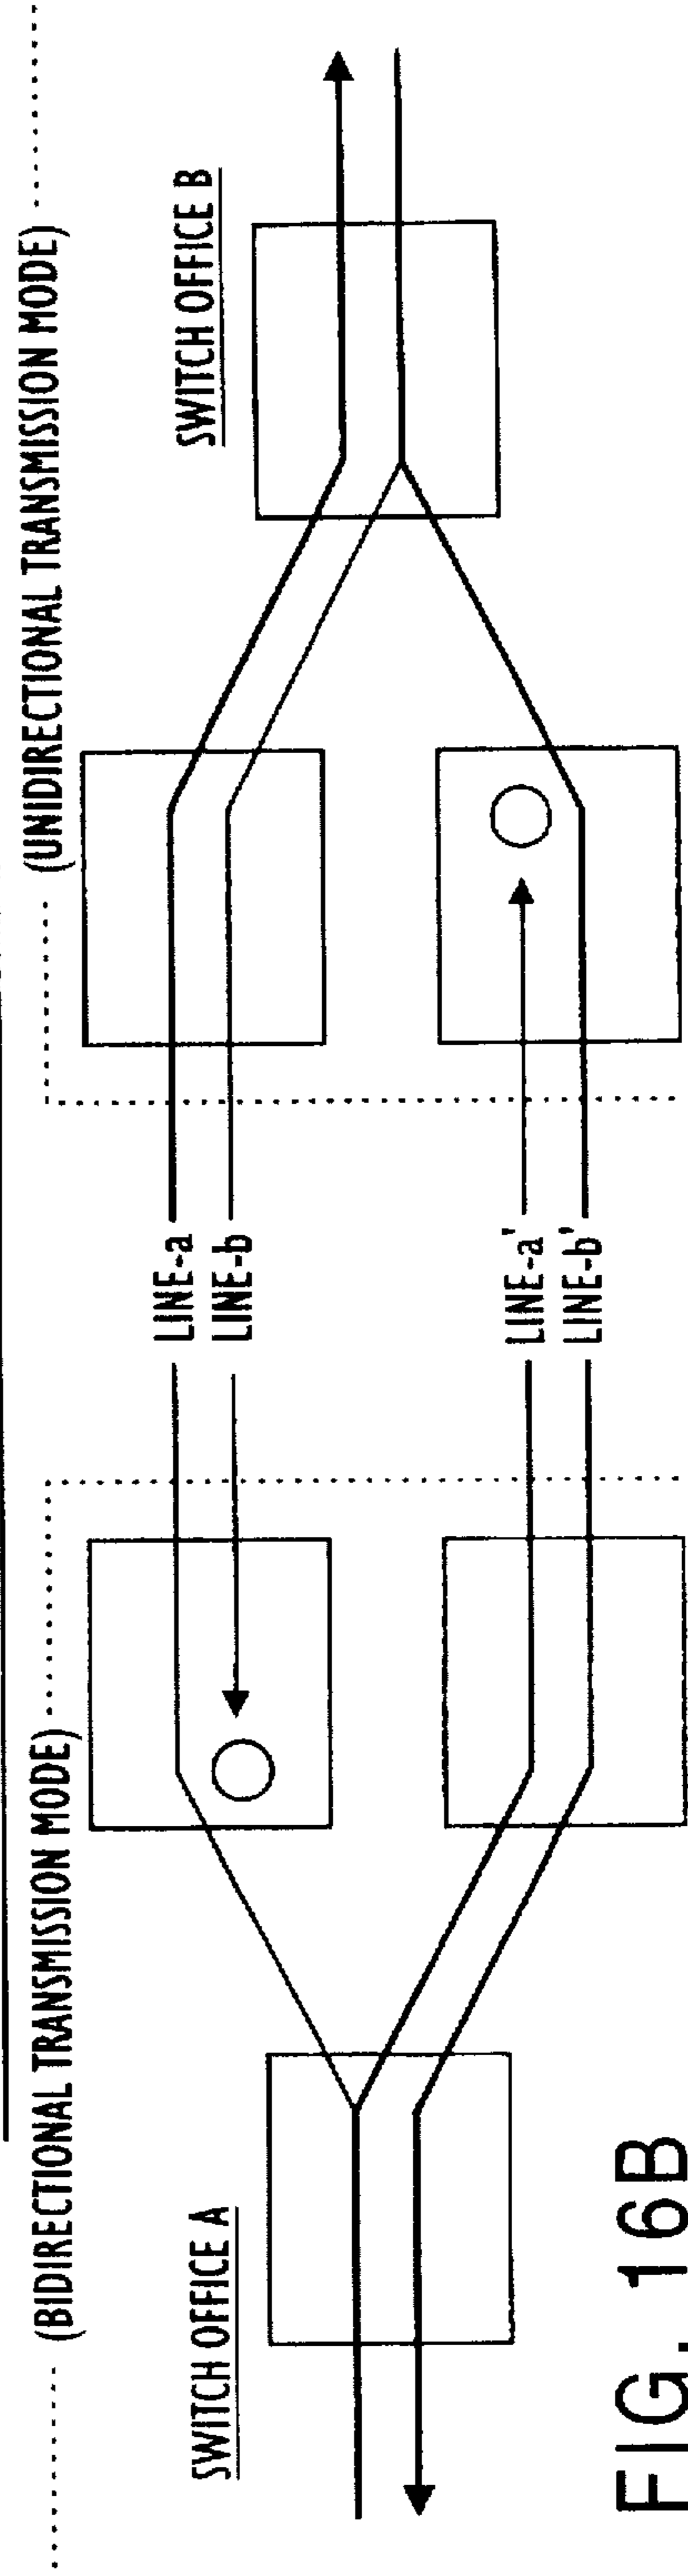 (BIDIRECTIONAL TRANSMISSION MODE)
(UNIDIRECTIONAL TRANSMISSION MODE)
SWITCH OFFICE A
SWITCH OFFICE B
LINE-a
LINE-b
LINE-a'
LINE-b'
FIG. 16B